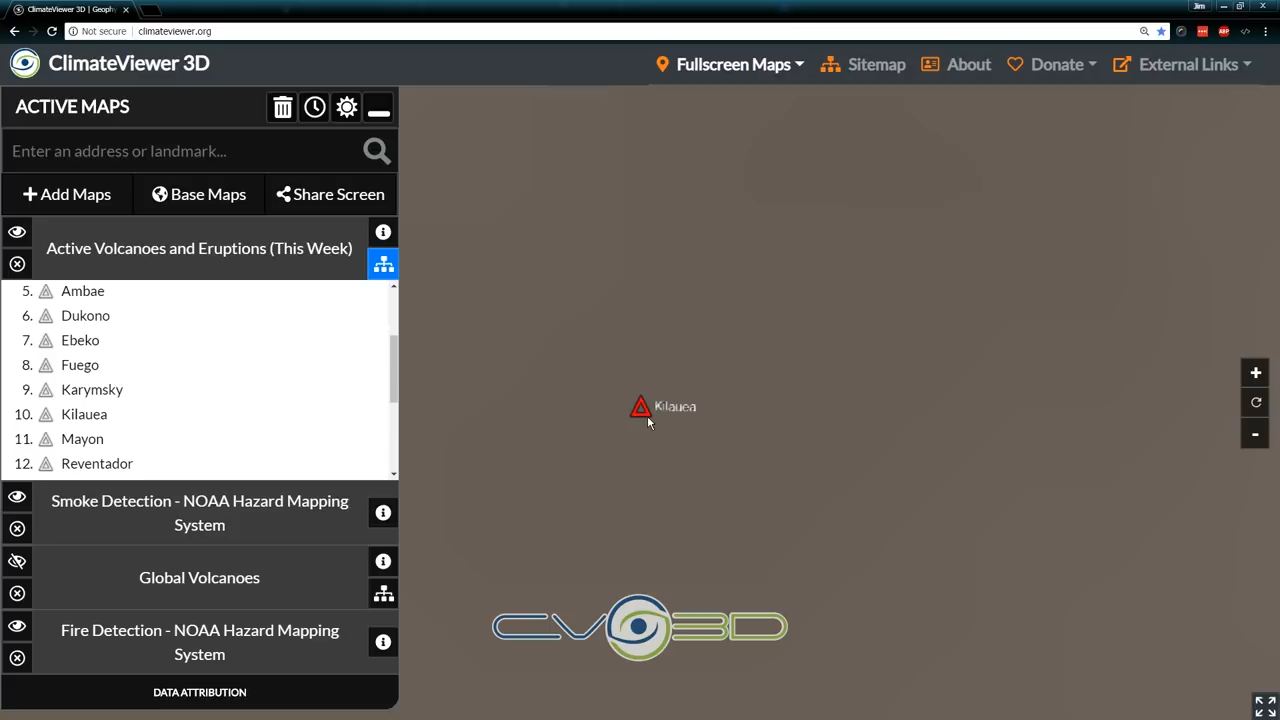 ClimateViewer 3D | Geoph
Jim
Not secure | climateviewer.org
ABP
ClimateViewer 3D
Fullscreen Maps
Sitemap
About
Donate
External Links
ACTIVE MAPS
Enter an address or landmark...
Add Maps
Base Maps
Share Screen
Active Volcanoes and Eruptions (This Week)
5. Ambae
6. Dukono
7. Ebeko
8. Fuego
9. Karymsky
10. Kilauea
11. Mayon
12. Reventador
Kilauea
Smoke Detection - NOAA Hazard Mapping
System
Global Volcanoes
Fire Detection - NOAA Hazard Mapping
System
DATA ATTRIBUTION
CV3D